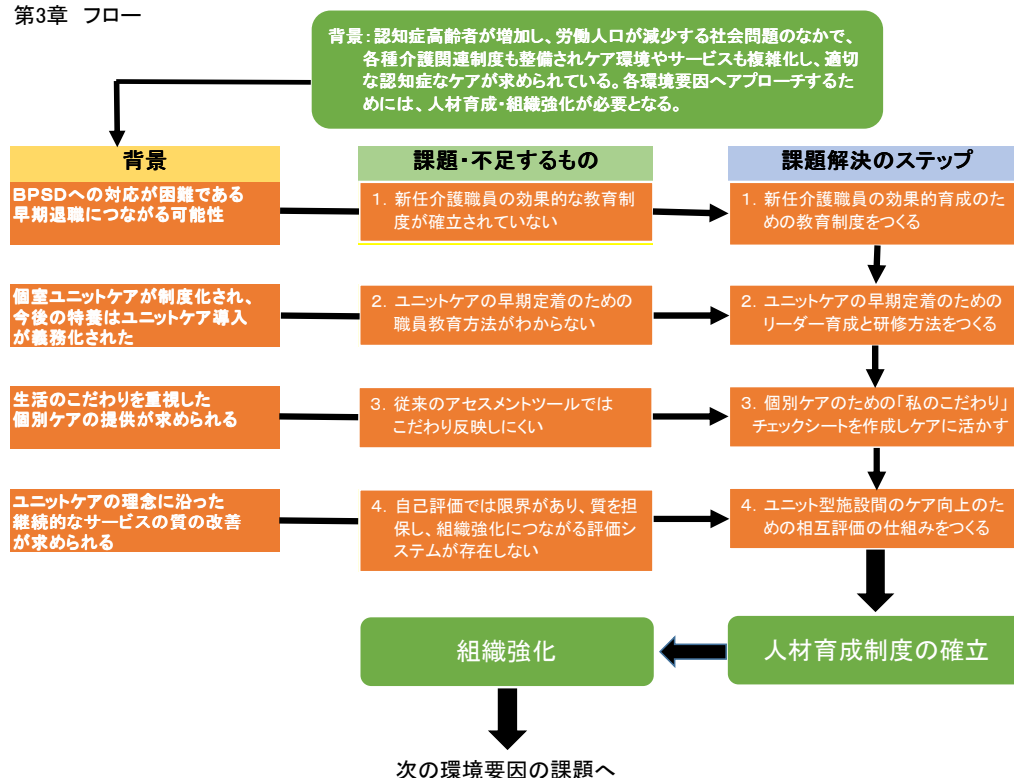 第3章 フロー
背景：認知症高齢者が増加し、労働人口が減少する社会問題のなかで、
各種介護関連制度も整備されケア環境やサービスも複雑化し、適切
な認知症なケアが求められている。各環境要因へアプローチするた
めには、人材育成・組織強化が必要となる。
背景
課題・不足するもの
課題解決のステップ
BPSDへの対応が困難である
早期退職につながる可能性
1．新任介護職員の効果的な教育制
度が確立されていない
1．新任介護職員の効果的育成のた
めの教育制度をつくる
個室ユニットケアが制度化され、
今後の特養はユニットケア導入
が義務化された
2．ユニットケアの早期定着のための
職員教育方法がわからない
2．ユニットケアの早期定着のための
リーダー育成と研修方法をつくる
生活のこだわりを重視した
個別ケアの提供が求められる
3．従来のアセスメントツールでは
こだわり反映しにくい
3．個別ケアのための「私のこだわり」
チェックシートを作成しケアに活かす
ユニットケアの理念に沿った
継続的なサービスの質の改善
が求められる
4．自己評価では限界があり、質を担
保し、組織強化につながる評価シ
ステムが存在しない
4．ユニット型施設間のケア向上のた
めの相互評価の仕組みをつくる
組織強化
人材育成制度の確立
次の環境要因の課題へ